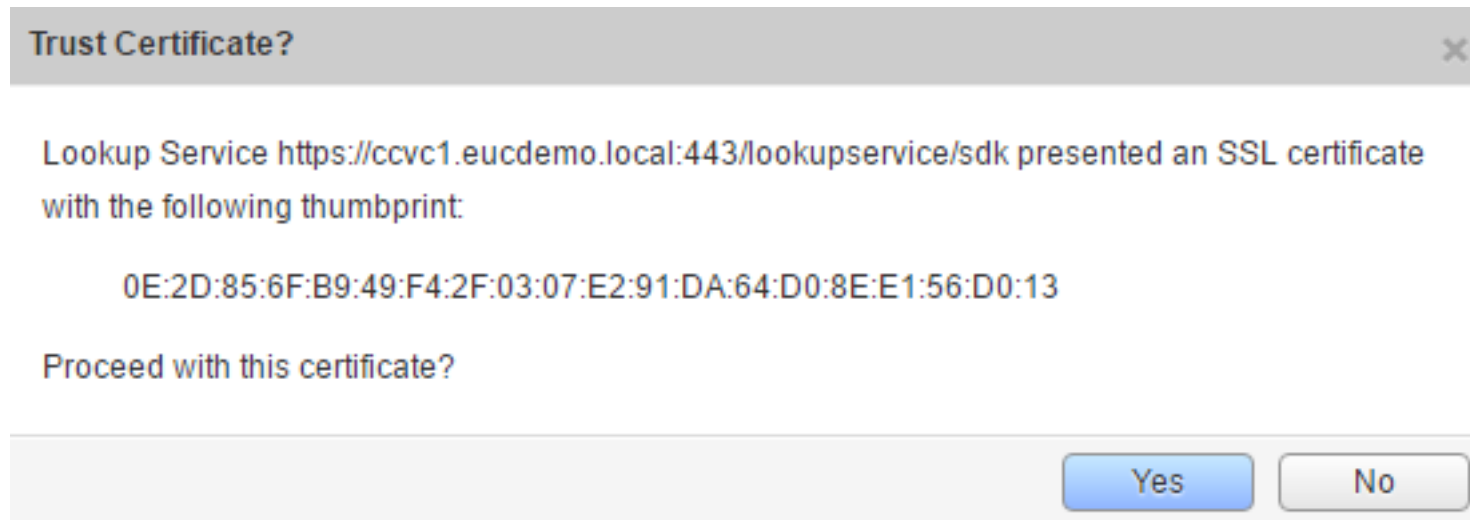 Trust Certificate?
Lookup Service https://ccvc1.eucdemo.local:443/lookupservice/sdk presented an SSL certificate
with the following thumbprint:
0E:2D:85:6F:B9:49:F4:2F:03:07:E2:91:DA:64:D0:8E:E1:56:D0:13
Proceed with this certificate?
Yes No